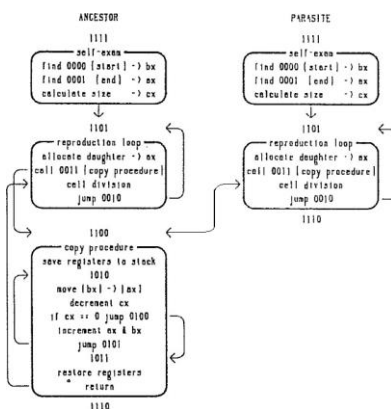 ANCESTOR
1111
self-exam
find 0000 [start] -) bx
find 0001 [end] -) ax
calculate size -) cx
1101
reproduction loop
allocate daughter -) ax
call 0011 [copy procedure]
cell division
jump 0010
1100
copy procedure
save registers to stack
1010
move [bx] -) [ax]
decrement cx
if cx == 0 jump 0100
increment ax & bx
jump 0101
1011
restore registers
return
1110
PARASITE
1111
self-exam
find 0000 [start] -) bx
find 0001 [end] -) ax
calculate size -) cx
1101
reproduction loop
allocate daughter -) ax
call 0011 [copy procedure]
cell division
jump 0010
1110